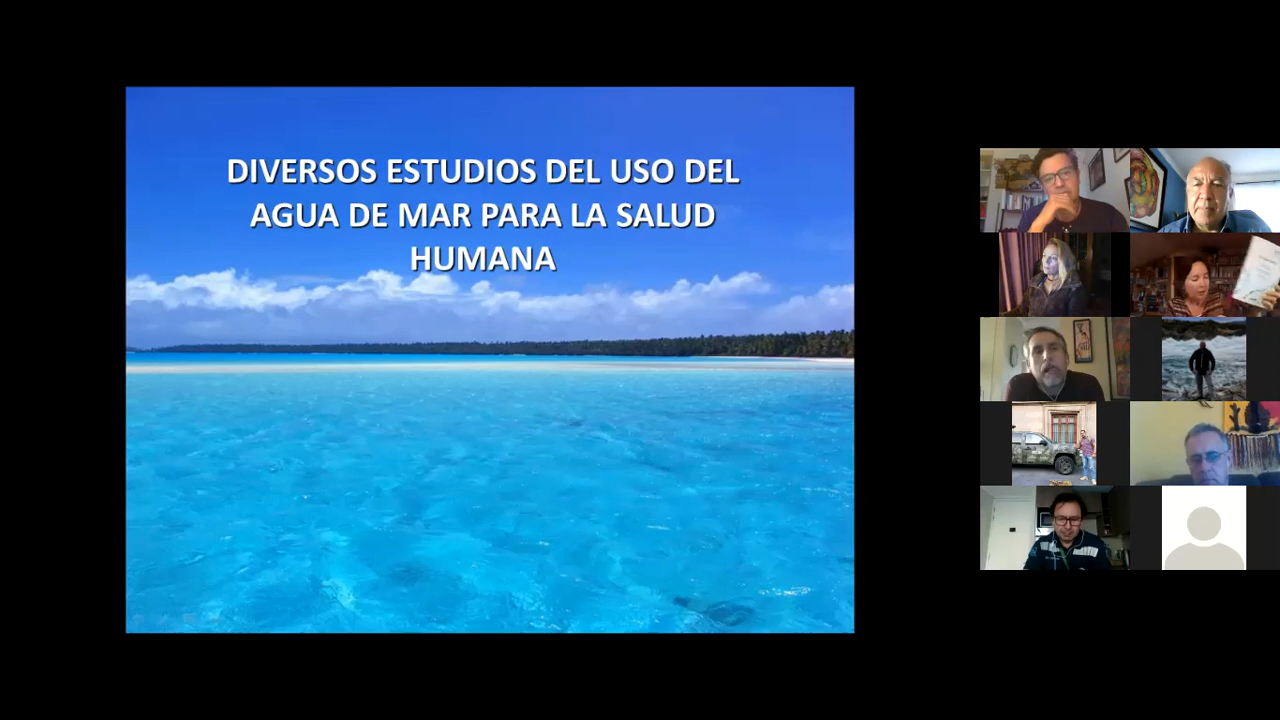 DIVERSOS ESTUDIOS DEL USO DEL
AGUA DE MAR PARA LA SALUD
HUMANA